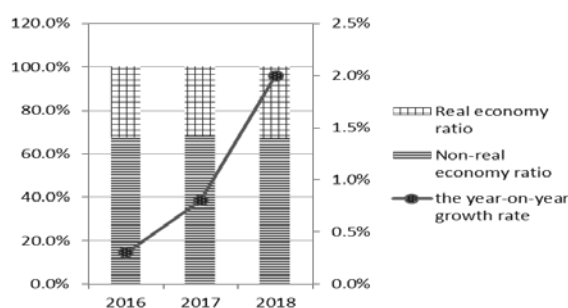 120.0%
100.0%
80.0%
60.0%
40.0%
20.0%
0.0%
2.5%
2.0%
1.5%
1.0%
0.5%
0.0%
2016 2017 2018
Real economy
ratio
Non-real
economy ratio
the year-on-year
growth rate